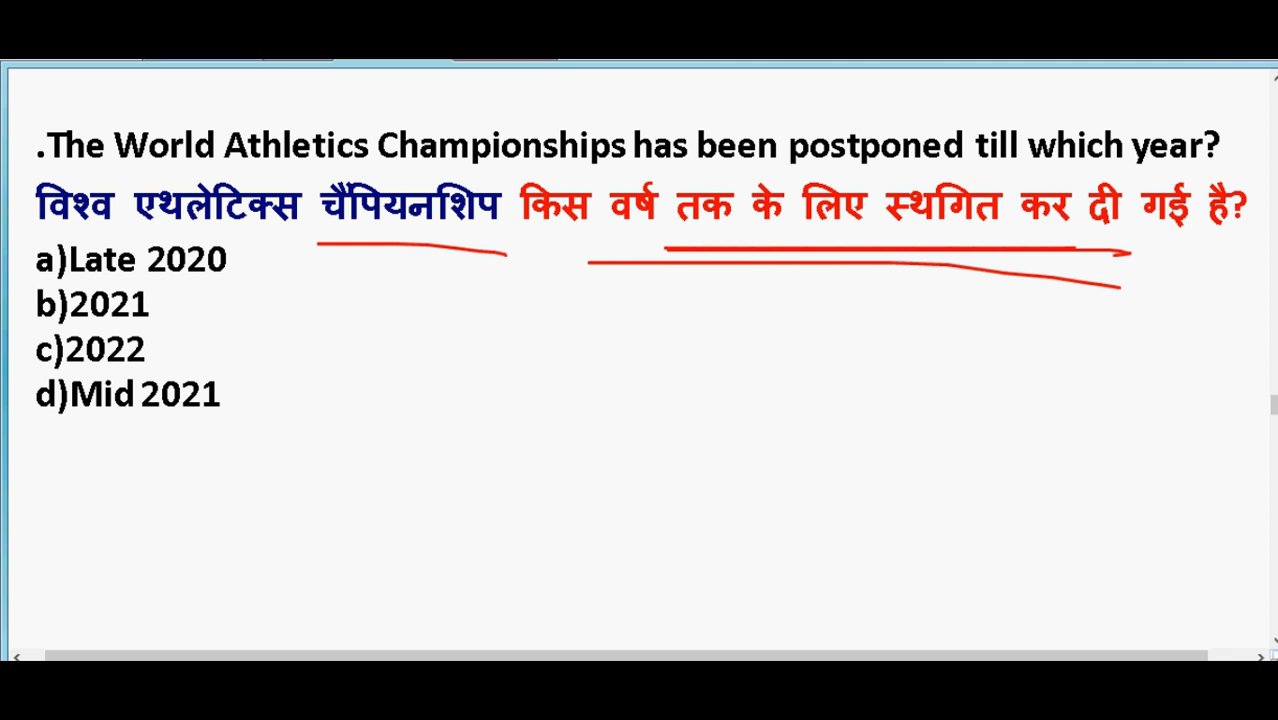 .The World Athletics Championships has been postponed till which year?
विश्व एथलेटिक्स चैंपियनशिप किस वर्ष तक के लिए स्थगित कर दी गई है?
a)Late 2020
b)2021
c)2022
d)Mid 2021